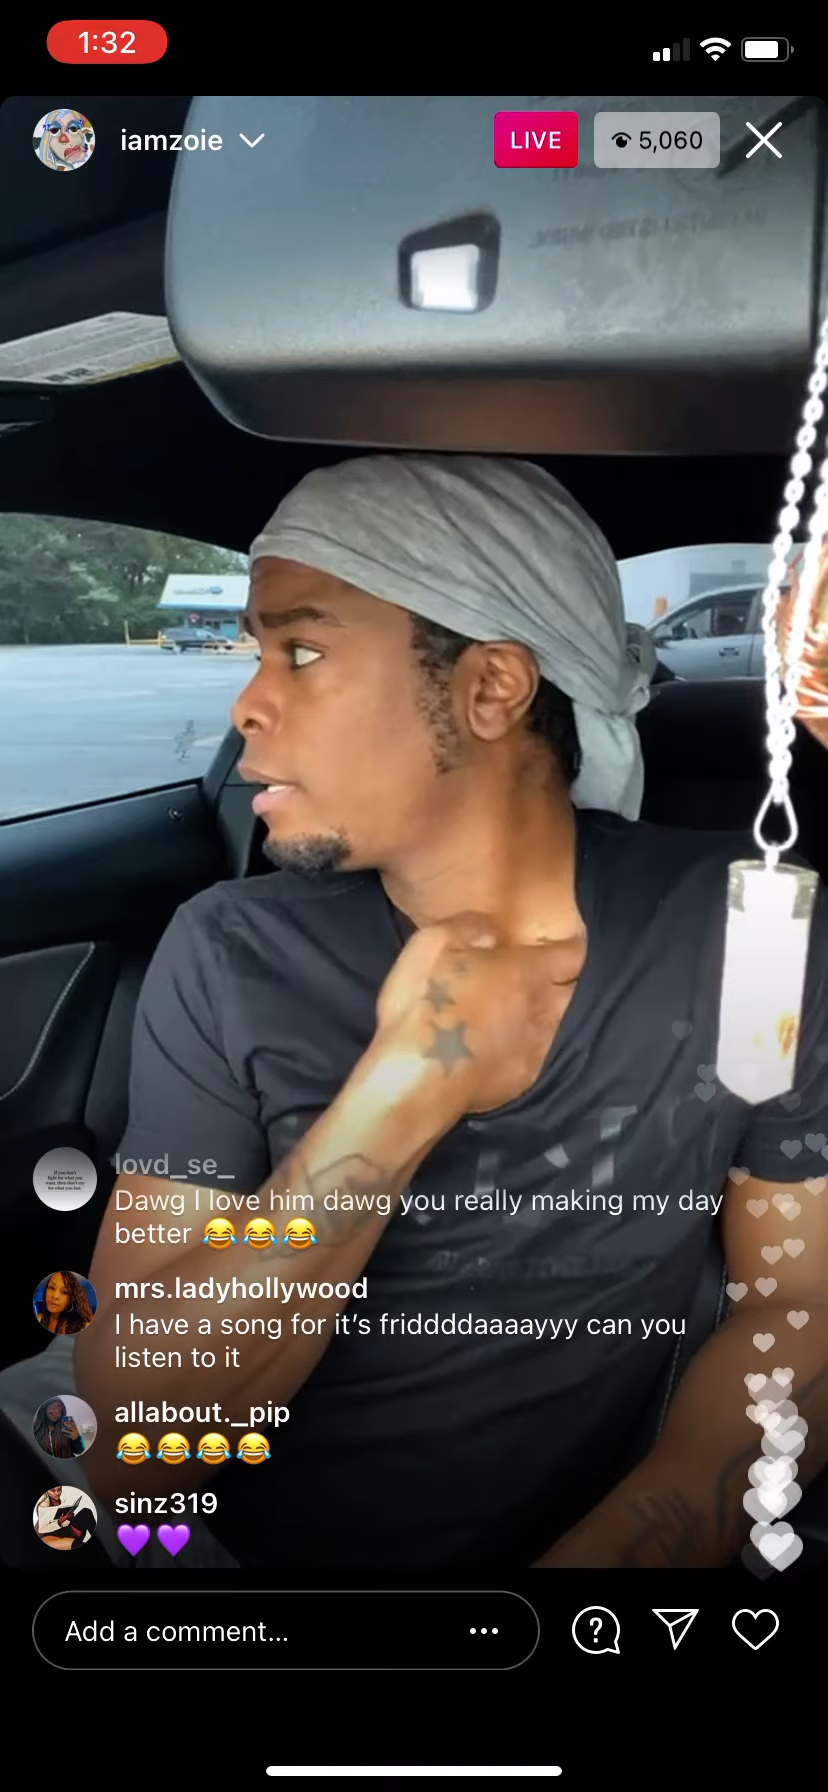 1:32
iamzoie
LIVE
5,060
lovd_se_
Dawg I love him dawg you really making my day
better 😂😂😂
mrs.ladyhollywood
I have a song for it’s friddddaaaayyy can you
listen to it
allabout._pip
😂😂😂😂
sinz319
💜💜
Add a comment...